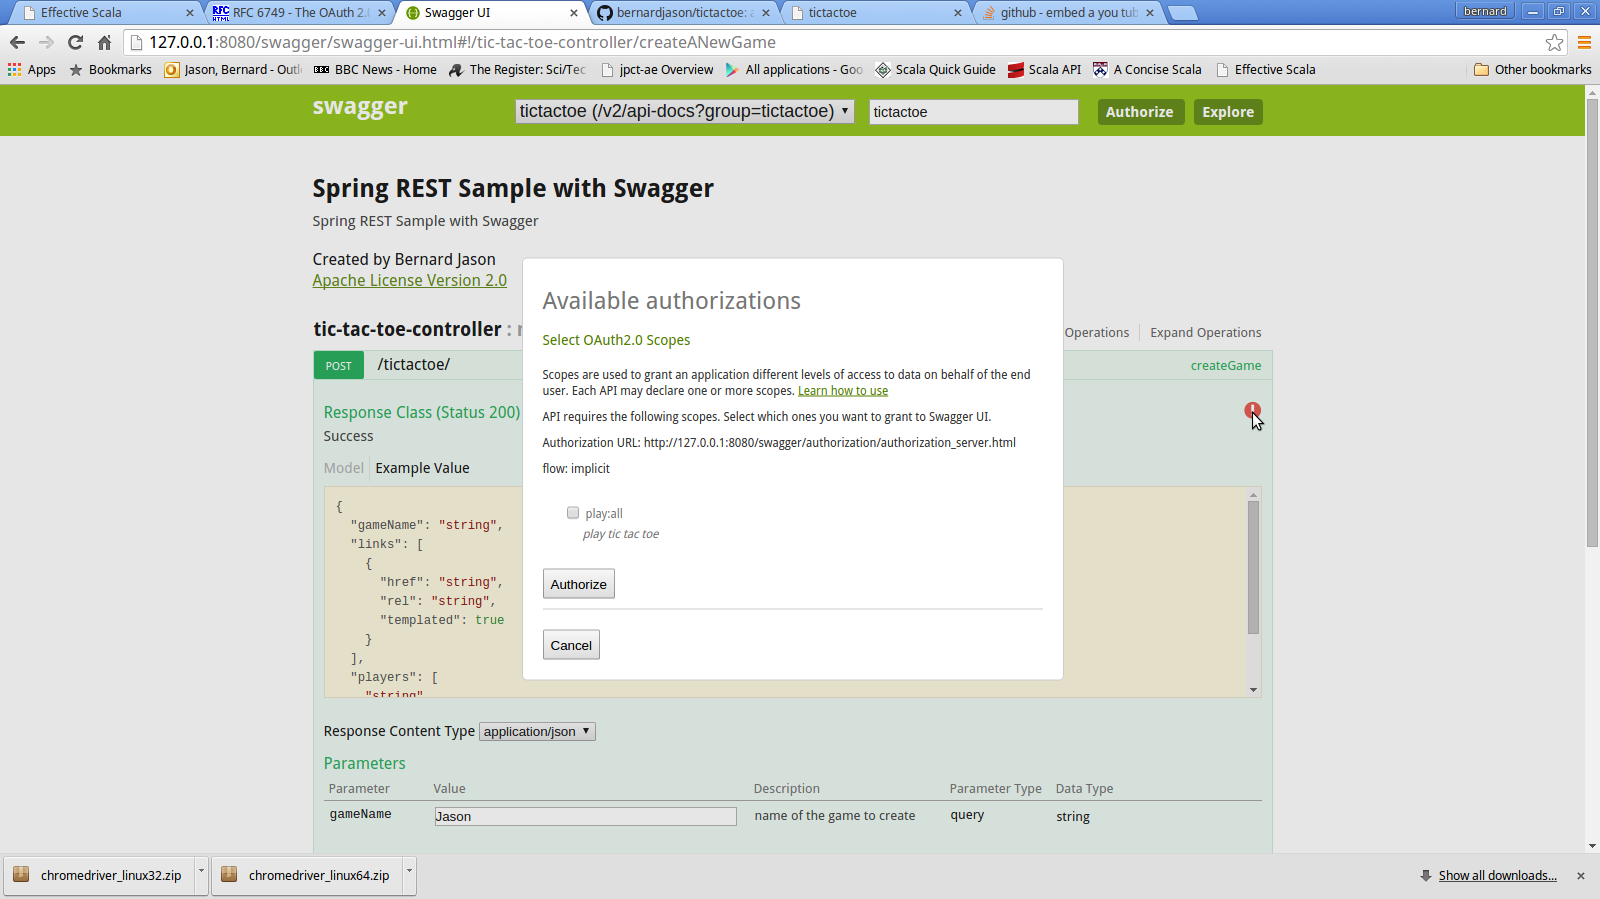 Effective Scala
RFC 6749 - The OAuth 2.
Swagger UI
bernardjason/tictactoe:
tictactoe
github - embed a you tub
bernard
127.0.0.1:8080/swagger/swagger-ui.html#!/tic-tac-toe-controller/createANewGame
Apps
Bookmarks
Jason, Bernard - Outl
BBC News - Home
The Register: Sci/Tec
jpct-ae Overview
All applications - Goo
Scala Quick Guide
Scala API
A Concise Scala
Effective Scala
Other bookmarks
swagger
tictactoe (/v2/api-docs?group=tictactoe)
tictactoe
Authorize
Explore
Spring REST Sample with Swagger
Spring REST Sample with Swagger
Created by Bernard Jason
Apache License Version 2.0
tic-tac-toe-controller :
Operations
Expand Operations
POST
/tictactoe/
createGame
Response Class (Status 200)
Success
Model
Example Value
{
"gameName": "string",
"links": [
{
"href": "string",
"rel": "string",
"templated": true
}
],
"players": [
"string"
Available authorizations
Select OAuth2.0 Scopes
Scopes are used to grant an application different levels of access to data on behalf of the end
user. Each API may declare one or more scopes. Learn how to use
API requires the following scopes. Select which ones you want to grant to Swagger UI.
Authorization URL: http://127.0.0.1:8080/swagger/authorization/authorization_server.html
flow: implicit
play:all
play tic tac toe
Authorize
Cancel
Response Content Type application/json
Parameters
Parameter Value Description Parameter Type Data Type
gameName Jason name of the game to create query string
chromedriver_linux32.zip
chromedriver_linux64.zip
Show all downloads...